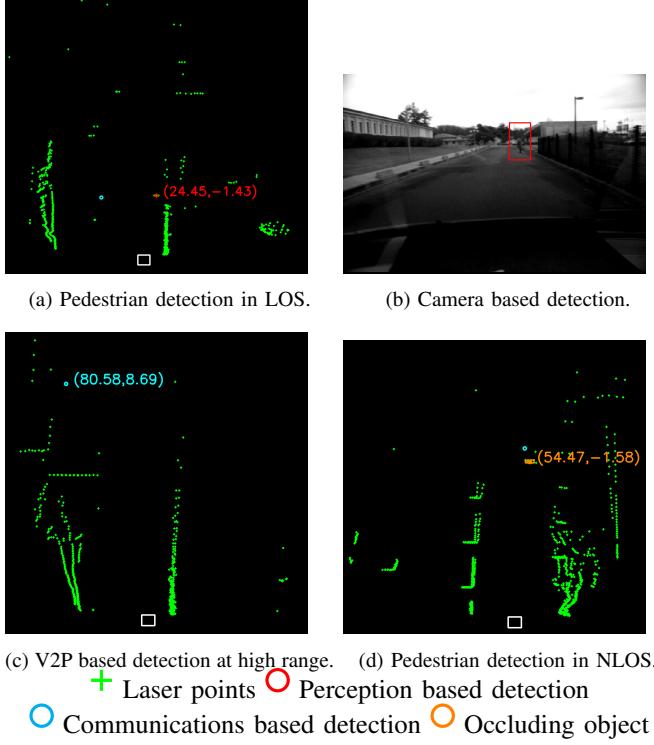 (24.45,-1.43)
(a) Pedestrian detection in LOS.
(b) Camera based detection.
(80.58,8.69)
(54.47,-1.58)
(c) V2P based detection at high range.
(d) Pedestrian detection in NLOS.
Laser points Perception based detection
Communications based detection Occluding object